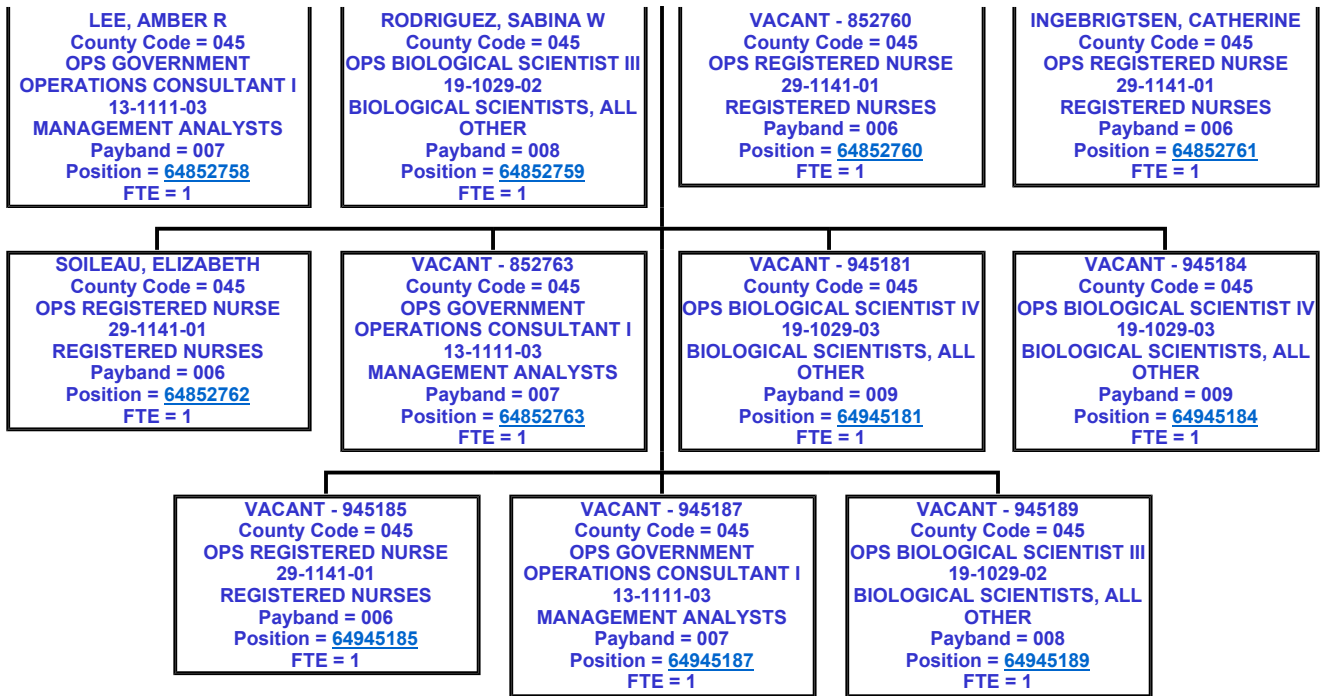 LEE, AMBER R
County Code = 045
OPS GOVERNMENT
OPERATIONS CONSULTANT I
13-1111-03
MANAGEMENT ANALYSTS
Payband = 007
Position = 64852758
FTE = 1
RODRIGUEZ, SABINA W
County Code = 045
OPS BIOLOGICAL SCIENTIST III
19-1029-02
BIOLOGICAL SCIENTISTS, ALL
OTHER
Payband = 008
Position = 64852759
FTE = 1
VACANT - 852760
County Code = 045
OPS REGISTERED NURSE
29-1141-01
REGISTERED NURSES
Payband = 006
Position = 64852760
FTE = 1
INGEBRIGTSEN, CATHERINE
County Code = 045
OPS REGISTERED NURSE
29-1141-01
REGISTERED NURSES
Payband = 006
Position = 64852761
FTE = 1
SOILEAU, ELIZABETH
County Code = 045
OPS REGISTERED NURSE
29-1141-01
REGISTERED NURSES
Payband = 006
Position = 64852762
FTE = 1
VACANT - 852763
County Code = 045
OPS GOVERNMENT
OPERATIONS CONSULTANT I
13-1111-03
MANAGEMENT ANALYSTS
Payband = 007
Position = 64852763
FTE = 1
VACANT - 945181
County Code = 045
OPS BIOLOGICAL SCIENTIST IV
19-1029-03
BIOLOGICAL SCIENTISTS, ALL
OTHER
Payband = 009
Position = 64945181
FTE = 1
VACANT - 945184
County Code = 045
OPS BIOLOGICAL SCIENTIST IV
19-1029-03
BIOLOGICAL SCIENTISTS, ALL
OTHER
Payband = 009
Position = 64945184
FTE = 1
VACANT - 945185
County Code = 045
OPS REGISTERED NURSE
29-1141-01
REGISTERED NURSES
Payband = 006
Position = 64945185
FTE = 1
VACANT - 945187
County Code = 045
OPS GOVERNMENT
OPERATIONS CONSULTANT I
13-1111-03
MANAGEMENT ANALYSTS
Payband = 007
Position = 64945187
FTE = 1
VACANT - 945189
County Code = 045
OPS BIOLOGICAL SCIENTIST III
19-1029-02
BIOLOGICAL SCIENTISTS, ALL
OTHER
Payband = 008
Position = 64945189
FTE = 1